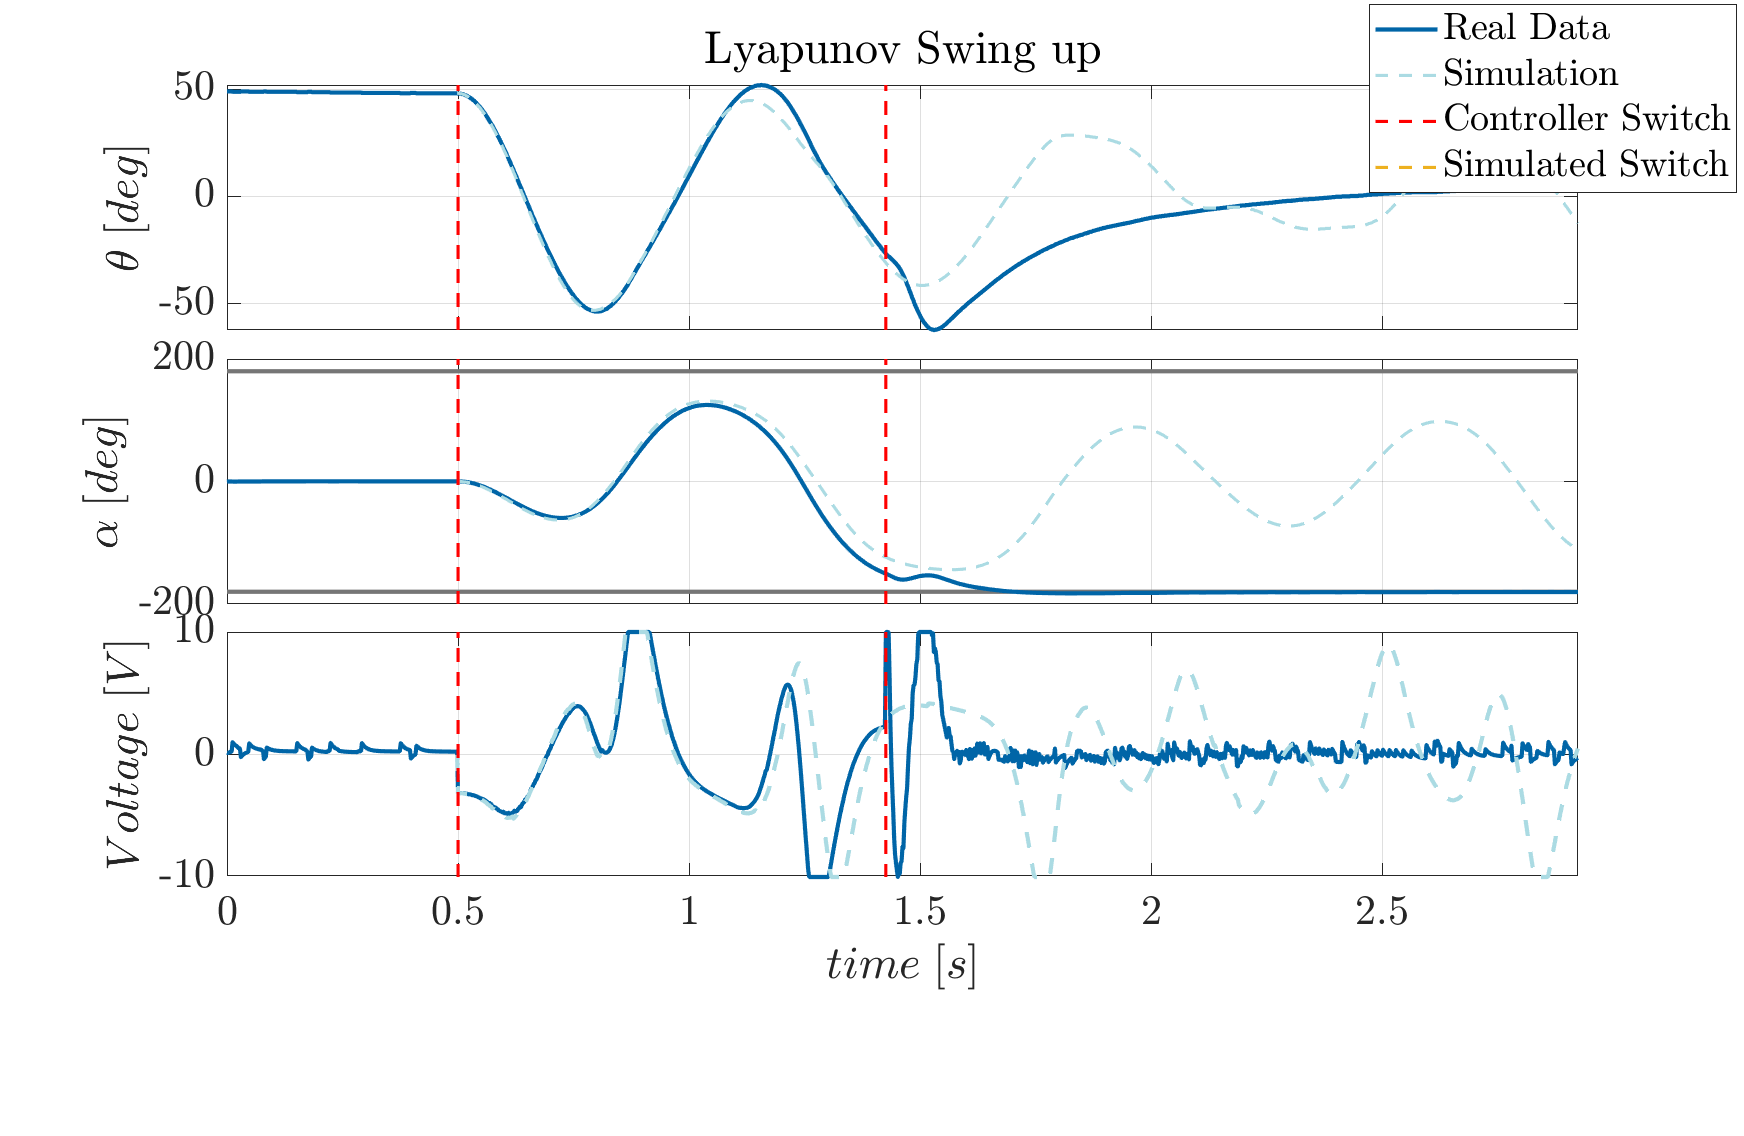 Lyapunov Swing up
Real Data
Simulation
Controller Switch
Simulated Switch
50
0
-50
θ [deg]
200
0
-200
α [deg]
10
0
-10
Voltage [V]
0 0.5 1 1.5 2 2.5
time [s]